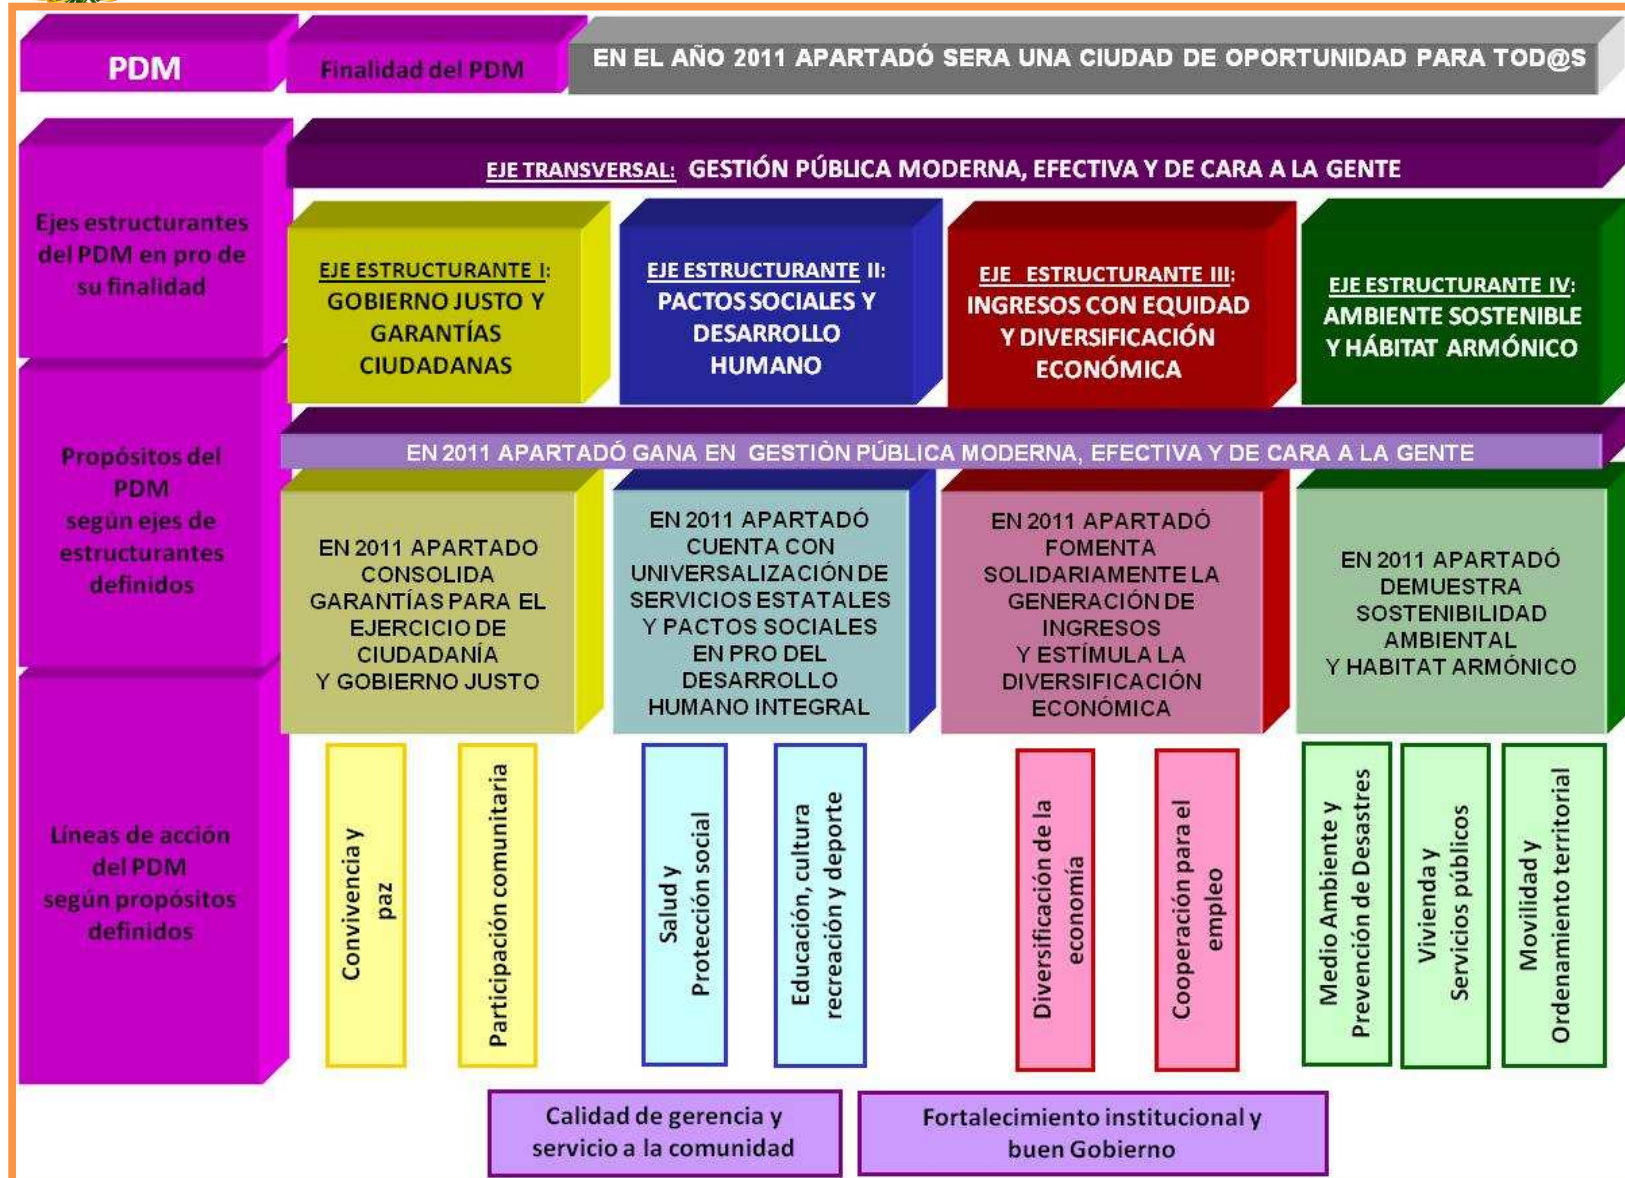 PDM
Finalidad del PDM
EN EL AÑO 2011 APARTADÓ SERA UNA CIUDAD DE OPORTUNIDAD PARA TOD@S
Ejes estructurantes
del PDM en pro de
su finalidad
EJE TRANSVERSAL: GESTIÓN PÚBLICA MODERNA, EFECTIVA Y DE CARA A LA GENTE
EJE ESTRUCTURANTE I:
GOBIERNO JUSTO Y
GARANTÍAS
CIUDADANAS
EJE ESTRUCTURANTE II:
PACTOS SOCIALES Y
DESARROLLO
HUMANO
EJE ESTRUCTURANTE III:
INGRESOS CON EQUIDAD
Y DIVERSIFICACIÓN
ECONÓMICA
EJE ESTRUCTURANTE IV:
AMBIENTE SOSTENIBLE
Y HÁBITAT ARMÓNICO
Propósitos del
PDM
según ejes de
estructurantes
definidos
EN 2011 APARTADÓ GANA EN GESTIÒN PÚBLICA MODERNA, EFECTIVA Y DE CARA A LA GENTE
EN 2011 APARTADO
CONSOLIDA
GARANTÍAS PARA EL
EJERCICIO DE
CIUDADANÍA
Y GOBIERNO JUSTO
EN 2011 APARTADÓ
CUENTA CON
UNIVERSALIZACIÓN DE
SERVICIOS ESTATALES
Y PACTOS SOCIALES
EN PRO DEL
DESARROLLO
HUMANO INTEGRAL
EN 2011 APARTADÓ
FOMENTA
SOLIDARIAMENTE LA
GENERACIÓN DE
INGRESOS
Y ESTÍMULA LA
DIVERSIFICACIÓN
ECONÓMICA
EN 2011 APARTADÓ
DEMUESTRA
SOSTENIBILIDAD
AMBIENTAL
Y HABITAT ARMÓNICO
Líneas de acción
del PDM
según propósitos
definidos
Convivencia y
paz
Participación comunitaria
Salud y
Protección social
Educación, cultura
recreación y deporte
Diversificación de la
economía
Cooperación para el
empleo
Medio Ambiente y
Prevención de Desastres
Vivienda y
Servicios públicos
Movilidad y
Ordenamiento territorial
Calidad de gerencia y
servicio a la comunidad
Fortalecimiento institucional y
buen Gobierno